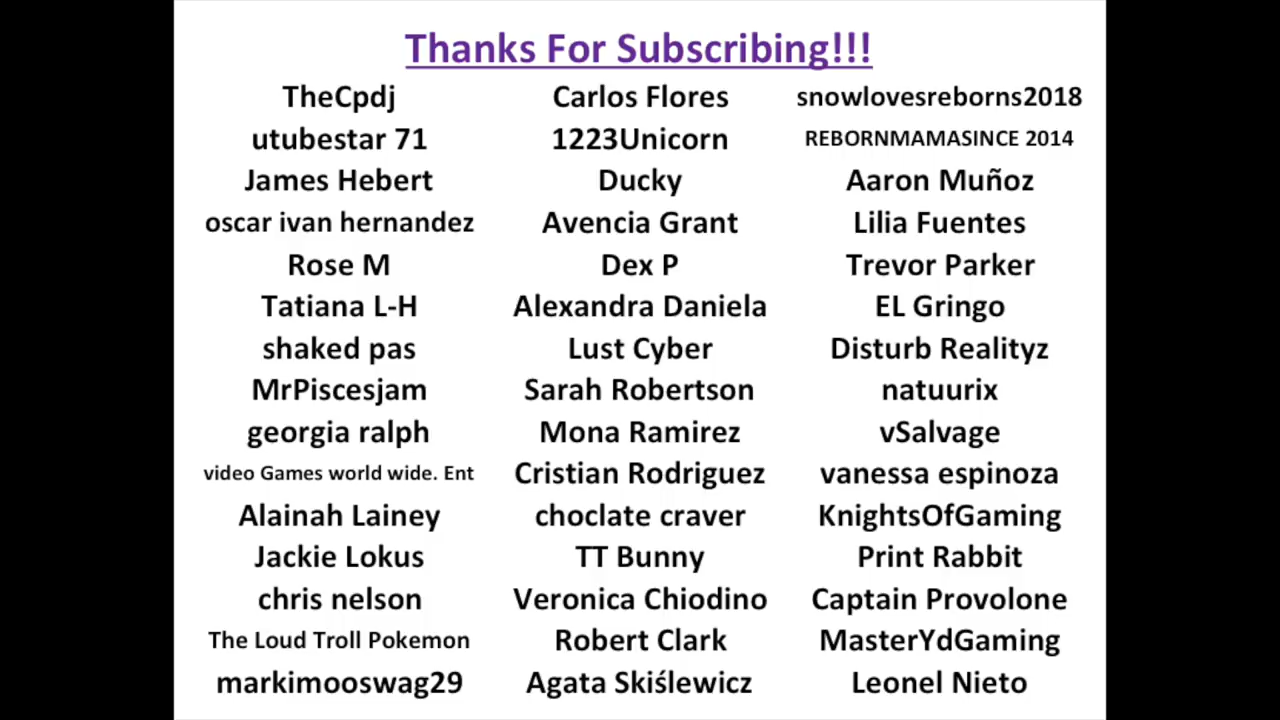 Thanks For Subscribing!!!
TheCpdj Carlos Flores snowlovesreborns2018
utubestar 71 1223Unicorn REBORNMAMASINCE 2014
James Hebert Ducky Aaron Muñoz
oscar ivan hernandez Avencia Grant Lilia Fuentes
Rose M Dex P Trevor Parker
Tatiana L-H Alexandra Daniela EL Gringo
shaked pas Lust Cyber Disturb Realityz
MrPiscesjam Sarah Robertson natuurix
georgia ralph Mona Ramirez vSalvage
video Games world wide. Ent Cristian Rodriguez vanessa espinoza
Alainah Lainey choclate craver KnightsOfGaming
Jackie Lokus TT Bunny Print Rabbit
chris nelson Veronica Chiodino Captain Provolone
The Loud Troll Pokemon Robert Clark MasterYdGaming
markimooswag29 Agata Skiślewicz Leonel Nieto